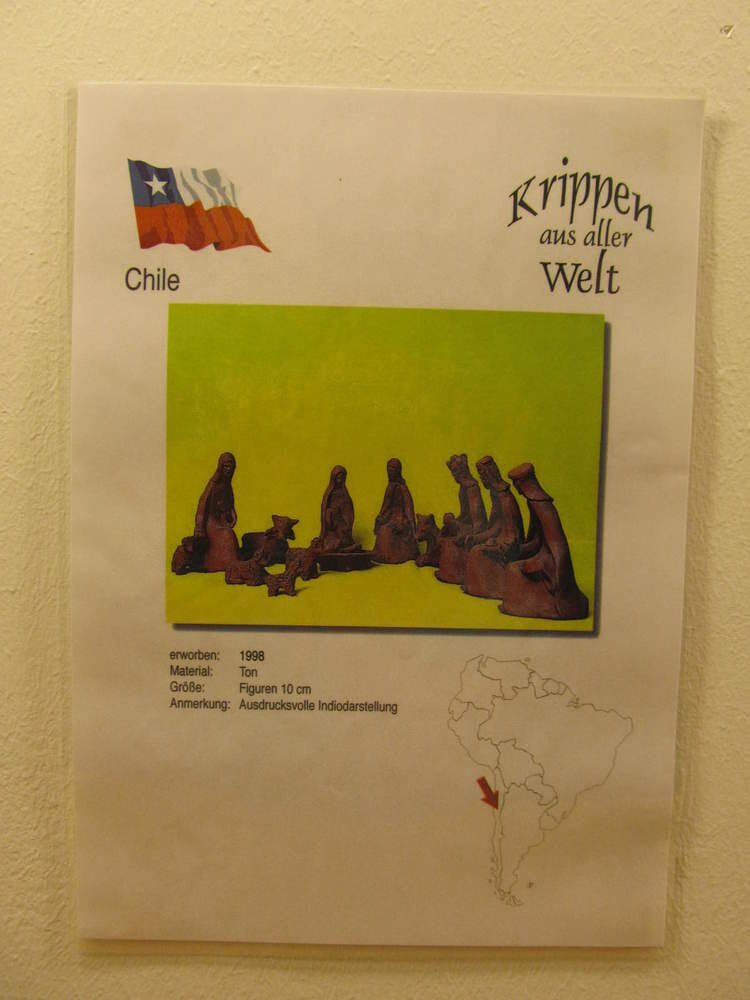 Krippen
aus aller
Welt
Chile
erworben: 1998
Material: Ton
Größe: Figuren 10 cm
Anmerkung: Ausdrucksvolle Indiodarstellung